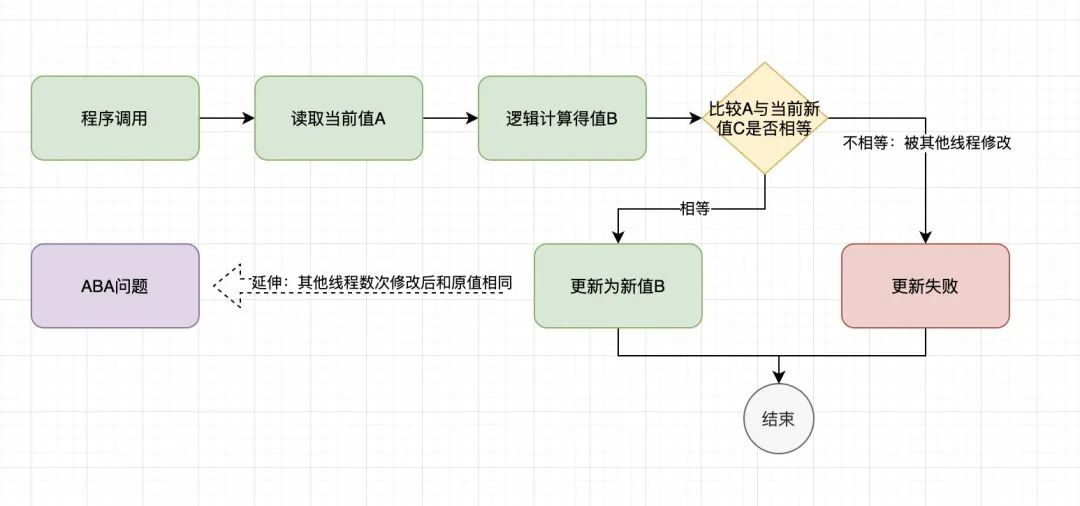 程序调用
读取当前值A
逻辑计算得值B
比较A与当前新
值C是否相等
不相等：被其他线程修改
相等
ABA问题
延伸：其他线程数次修改后和原值相同
更新为新值B
更新失败
结束